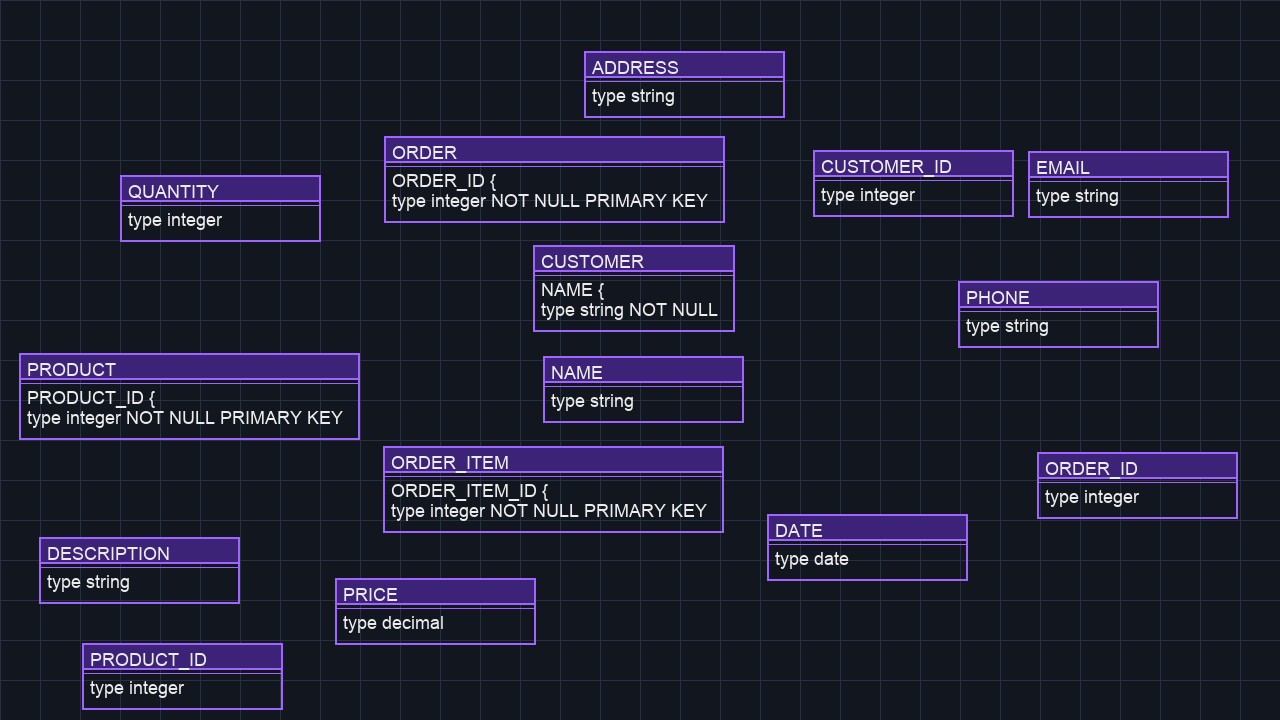 ADDRESS
type string
ORDER
ORDER_ID {
type integer NOT NULL PRIMARY KEY
CUSTOMER_ID
type integer
EMAIL
type string
QUANTITY
type integer
CUSTOMER
NAME {
type string NOT NULL
PHONE
type string
PRODUCT
PRODUCT_ID {
type integer NOT NULL PRIMARY KEY
NAME
type string
ORDER_ITEM
ORDER_ITEM_ID {
type integer NOT NULL PRIMARY KEY
ORDER_ID
type integer
DATE
type date
DESCRIPTION
type string
PRICE
type decimal
PRODUCT_ID
type integer